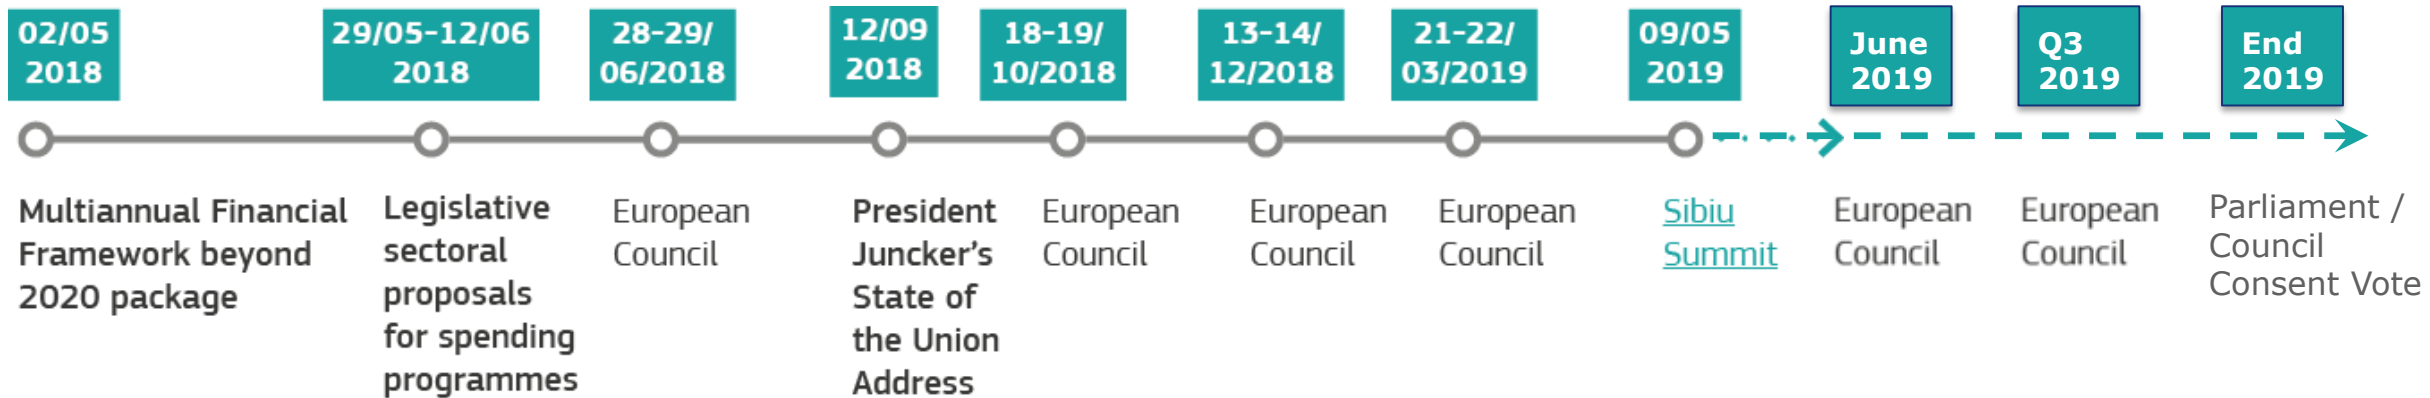 02/05
2018
29/05-12/06
2018
28-29/
06/2018
12/09
2018
18-19/
10/2018
13-14/
12/2018
21-22/
03/2019
09/05
2019
June
2019
Q3
2019
End
2019
Multiannual Financial
Framework beyond
2020 package
Legislative
sectoral
proposals
for spending
programmes
European
Council
President
Juncker's
State of
the Union
Address
European
Council
European
Council
European
Council
Sibiu
Summit
European
Council
European
Council
Parliament /
Council
Consent Vote